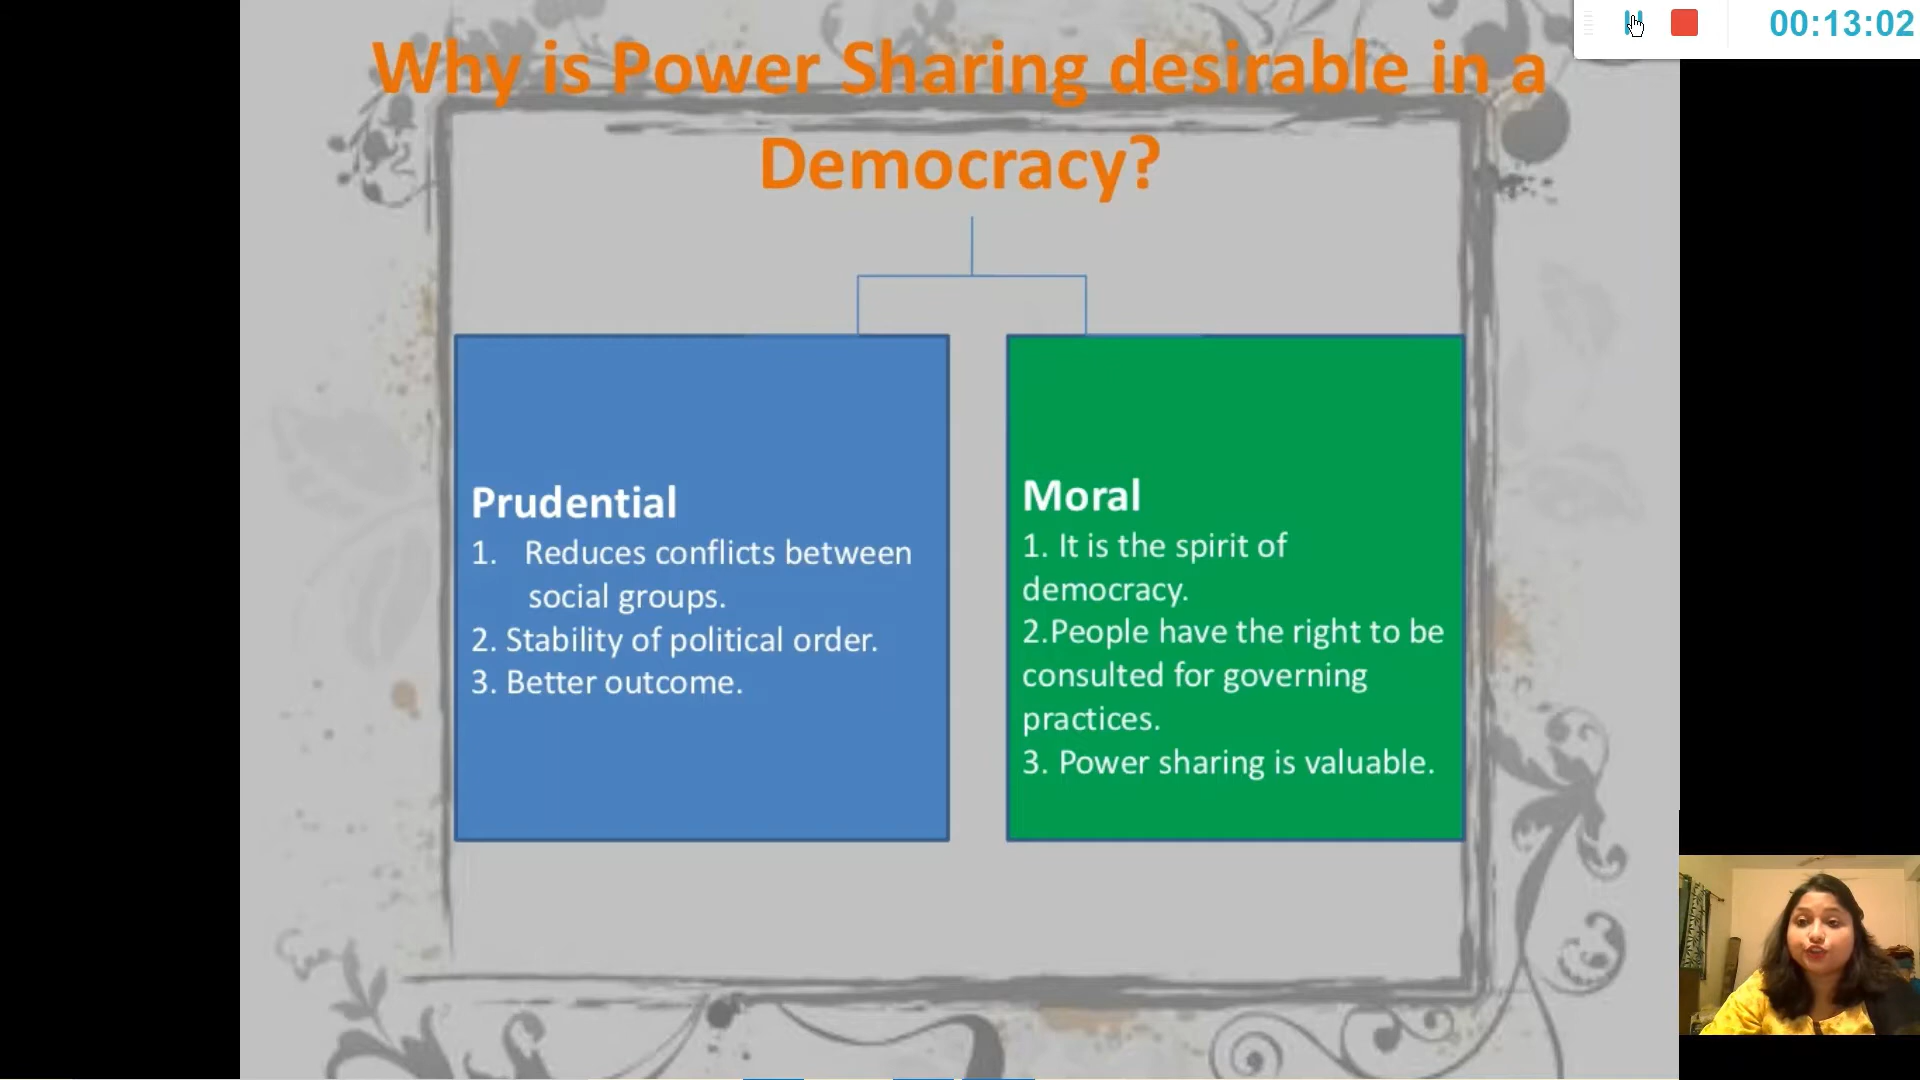 00:13:02
Why is Power Sharing desirable in a
Democracy?
Prudential
1. Reduces conflicts between
social groups.
2. Stability of political order.
3. Better outcome.
Moral
1. It is the spirit of
democracy.
2.People have the right to be
consulted for governing
practices.
3. Power sharing is valuable.